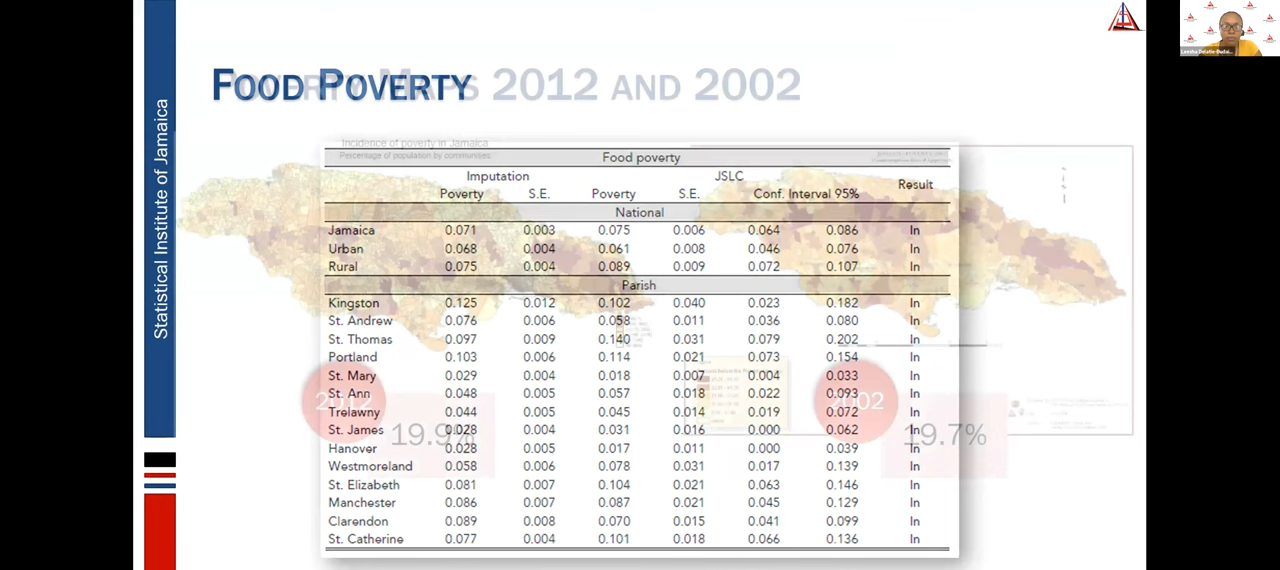 FOOD POVERTY
POVERTY MAPS 2012 AND 2002
Statistical Institute of Jamaica
Incidence of poverty in Jamaica
Percentage of population by communities
Food poverty
Imputation JSLC Result
Poverty S.E. Poverty S.E. Conf. Interval 95%
National
Jamaica 0.071 0.003 0.075 0.006 0.064 0.086 In
Urban 0.068 0.004 0.061 0.008 0.046 0.076 In
Rural 0.075 0.004 0.089 0.009 0.072 0.107 In
Parish
Kingston 0.125 0.012 0.102 0.040 0.023 0.182 In
St. Andrew 0.076 0.006 0.058 0.011 0.036 0.080 In
St. Thomas 0.097 0.009 0.140 0.031 0.079 0.202 In
Portland 0.103 0.006 0.114 0.021 0.073 0.154 In
St. Mary 0.029 0.004 0.018 0.007 0.004 0.033 In
St. Ann 0.048 0.005 0.057 0.018 0.022 0.093 In
Trelawny 0.044 0.005 0.045 0.014 0.019 0.072 In
St. James 0.028 0.004 0.031 0.016 0.000 0.062 In
Hanover 0.028 0.005 0.017 0.011 0.000 0.039 In
Westmoreland 0.058 0.006 0.078 0.031 0.017 0.139 In
St. Elizabeth 0.081 0.007 0.104 0.021 0.063 0.146 In
Manchester 0.086 0.007 0.087 0.021 0.045 0.129 In
Clarendon 0.089 0.008 0.070 0.015 0.041 0.099 In
St. Catherine 0.077 0.004 0.101 0.018 0.066 0.136 In
2012
19.9%
2002
19.7%